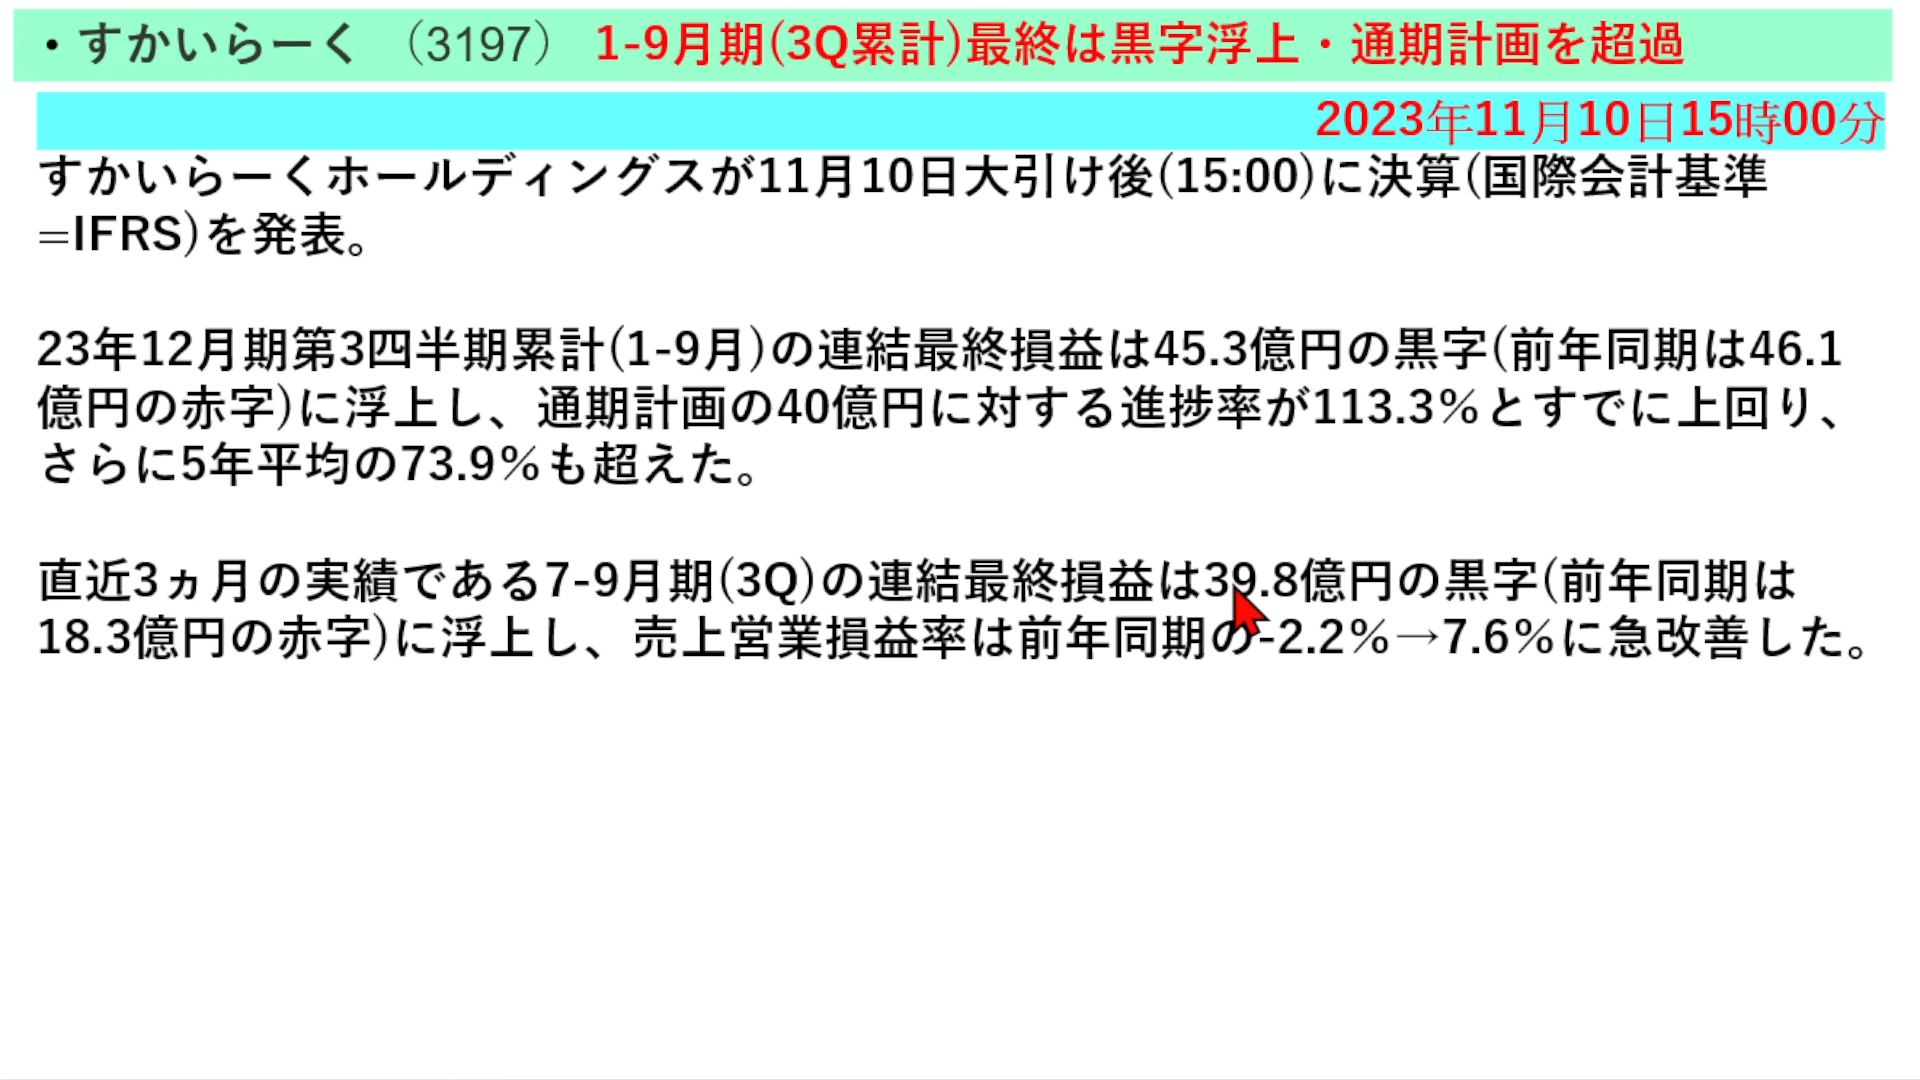 ・すかいらーく （3197） 1-9月期(3Q累計)最終は黒字浮上・通期計画を超過
2023年11月10日15時00分
すかいらーくホールディングスが11月10日大引け後(15:00)に決算(国際会計基準
=IFRS)を発表。
23年12月期第3四半期累計(1-9月)の連結最終損益は45.3億円の黒字(前年同期は46.1
億円の赤字)に浮上し、通期計画の40億円に対する進捗率が113.3%とすでに上回り、
さらに5年平均の73.9%も超えた。
直近3ヵ月の実績である7-9月期(3Q)の連結最終損益は39.8億円の黒字(前年同期は
18.3億円の赤字)に浮上し、売上営業損益率は前年同期の-2.2%→7.6%に急改善した。